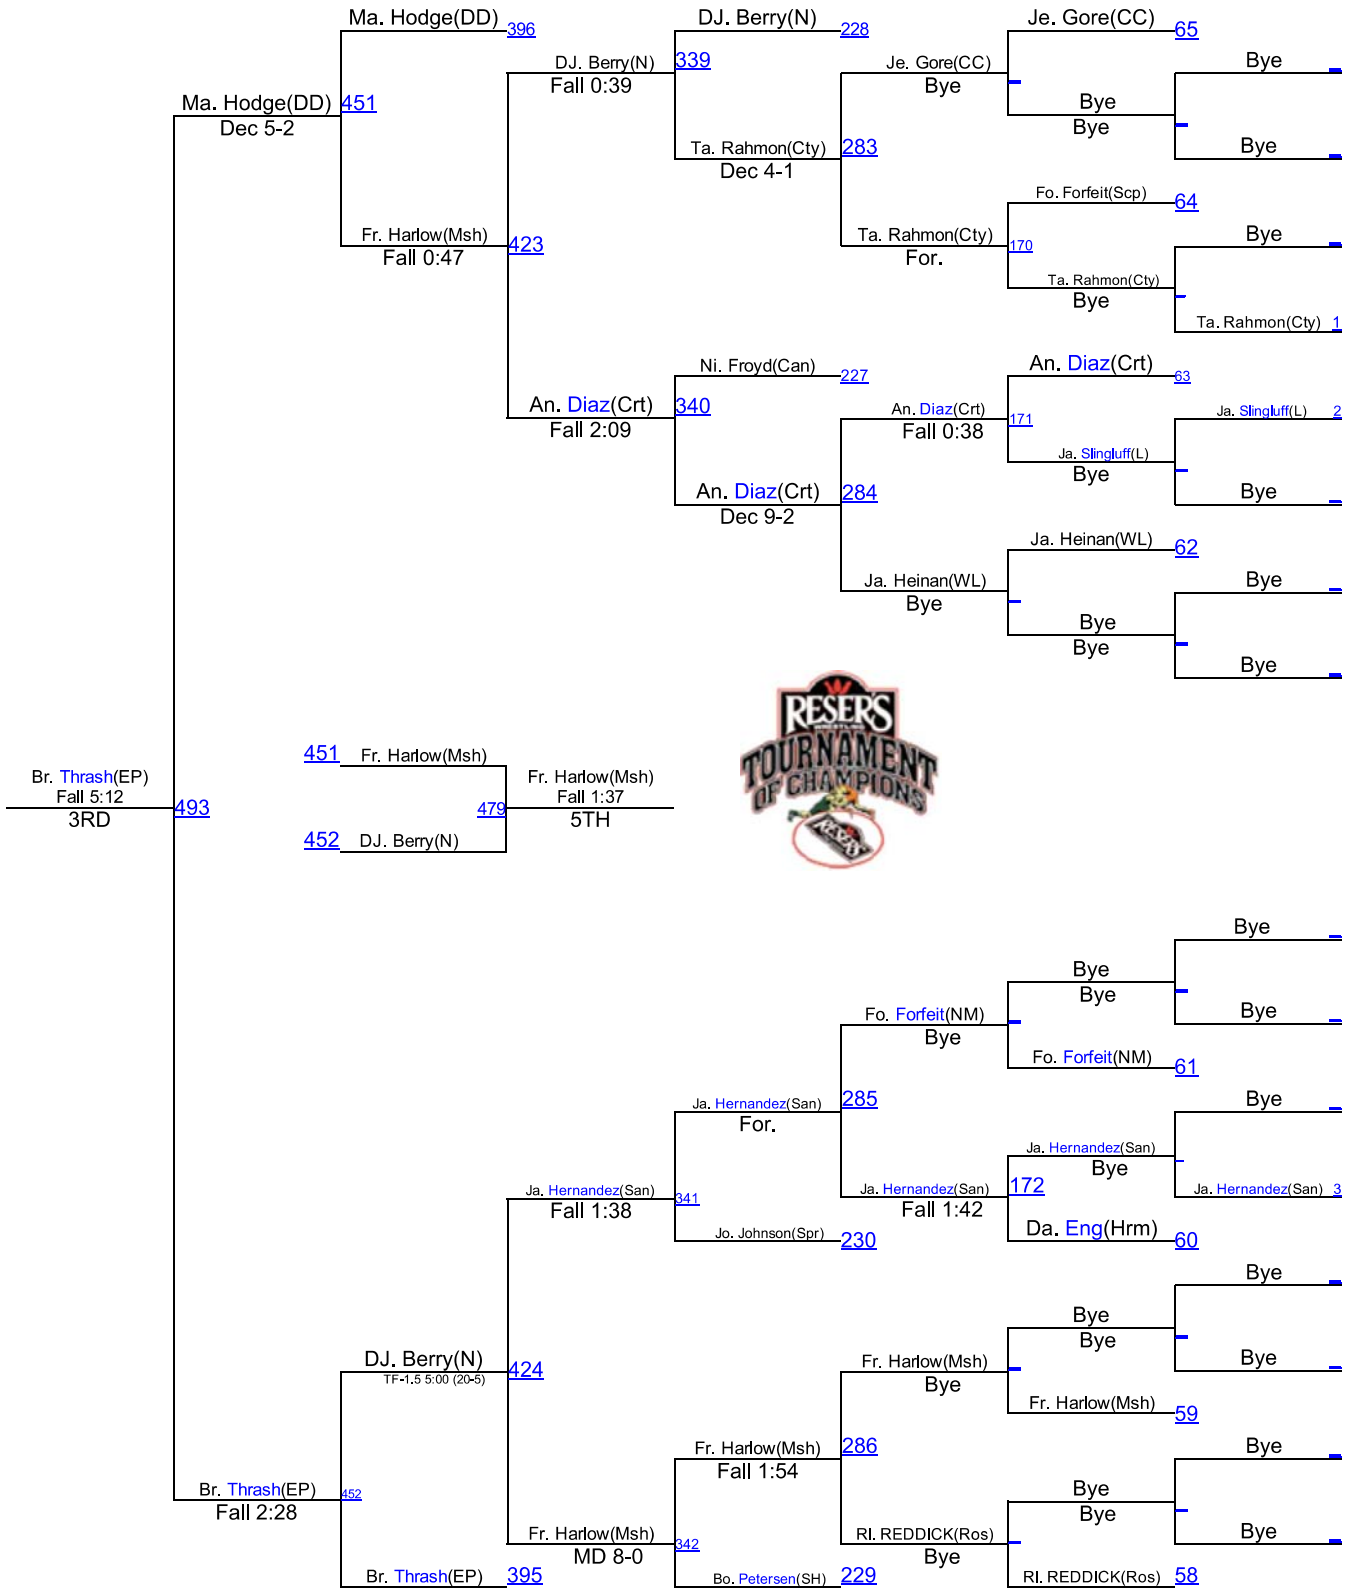 Ma. Hodge(DD) 396
DJ. Berry(N) 228
Je. Gore(CC) 65
DJ. Berry(N) 339
Fall 0:39
Je. Gore(CC)
Bye
Bye
Ma. Hodge(DD) 451
Dec 5-2
Bye
Bye
Ta. Rahmon(Cty) 283
Dec 4-1
Bye
Fo. Forfeit(Scp) 64
Fr. Harlow(Msh) 423
Fall 0:47
Ta. Rahmon(Cty) 170
For.
Bye
Ta. Rahmon(Cty)
Bye
Ta. Rahmon(Cty) 1
Ni. Froyd(Can) 227
An. Diaz(Crt) 63
An. Diaz(Crt) 340
Fall 2:09
An. Diaz(Crt) 171
Fall 0:38
Ja. Slingluff(L) 2
Ja. Slingluff(L)
Bye
An. Diaz(Crt) 284
Dec 9-2
Bye
Ja. Heinan(WL) 62
Ja. Heinan(WL)
Bye
Bye
Bye
Bye
Bye
RESER'S
WRESTLING
TOURNAMENT
OF CHAMPIONS
RESER'S
451 Fr. Harlow(Msh)
Br. Thrash(EP)
Fall 5:12
3RD
493
479
Fr. Harlow(Msh)
Fall 1:37
5TH
452 DJ. Berry(N)
Bye
Bye
Bye
Bye
Fo. Forfeit(NM)
Bye
Fo. Forfeit(NM) 61
Ja. Hernandez(San) 285
For.
Bye
Ja. Hernandez(San)
Bye
Ja. Hernandez(San) 341
Fall 1:38
Ja. Hernandez(San) 172
Fall 1:42
Ja. Hernandez(San) 3
Jo. Johnson(Spr) 230
Da. Eng(Hrm) 60
Bye
Bye
Bye
DJ. Berry(N) 424
TF-1.5 5:00 (20-5)
Fr. Harlow(Msh)
Bye
Bye
Fr. Harlow(Msh) 59
Fr. Harlow(Msh) 286
Fall 1:54
Bye
Br. Thrash(EP) 452
Fall 2:28
Bye
Bye
Fr. Harlow(Msh) 342
MD 8-0
RI. REDDICK(Ros)
Bye
Bye
Br. Thrash(EP) 395
Bo. Petersen(SH) 229
RI. REDDICK(Ros) 58